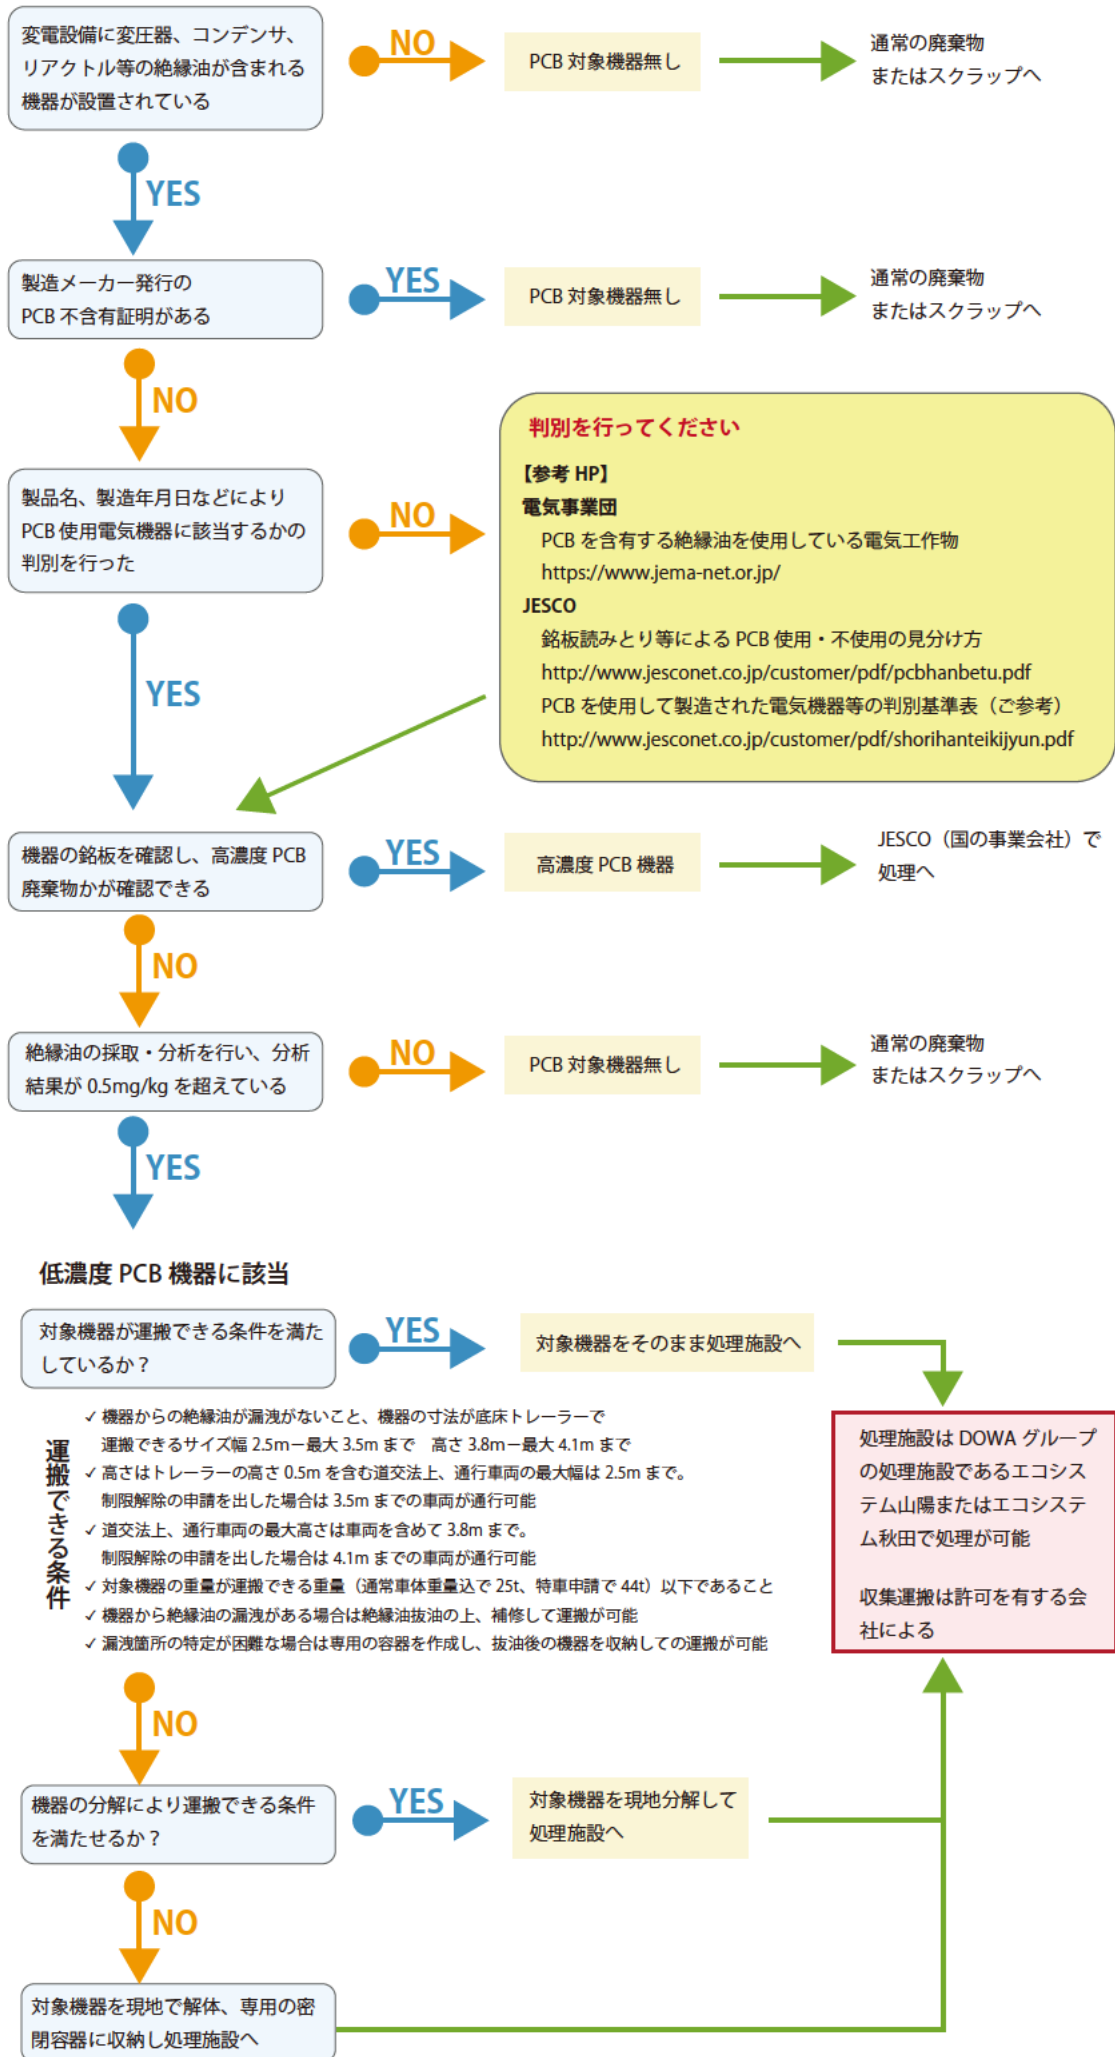 変電設備に変圧器、コンデンサ、
リアクトル等の絶縁油が含まれる
機器が設置されている
NO
PCB 対象機器無し
通常の廃棄物
またはスクラップへ
YES
製造メーカー発行の
PCB 不含有証明がある
YES
PCB 対象機器無し
通常の廃棄物
またはスクラップへ
NO
製品名、製造年月日などにより
PCB 使用電気機器に該当するかの
判別を行った
NO
判別を行ってください
【参考 HP】
電気事業団
PCB を含有する絶縁油を使用している電気工作物
https://www.jema-net.or.jp/
JESCO
銘板読みとり等による PCB 使用・不使用の見分け方
http://www.jesconet.co.jp/customer/pdf/pcbhanbetu.pdf
PCB を使用して製造された電気機器等の判別基準表（ご参考）
http://www.jesconet.co.jp/customer/pdf/shorihanteikijyun.pdf
YES
機器の銘板を確認し、高濃度 PCB
廃棄物かが確認できる
YES
高濃度 PCB 機器
JESCO（国の事業会社）で
処理へ
NO
絶縁油の採取・分析を行い、分析
結果が 0.5mg/kg を超えている
NO
PCB 対象機器無し
通常の廃棄物
またはスクラップへ
YES
低濃度 PCB 機器に該当
対象機器が運搬できる条件を満た
しているか？
YES
対象機器をそのまま処理施設へ
運搬できる条件
✓ 機器からの絶縁油が漏洩がないこと、機器の寸法が底床トレーラーで
運搬できるサイズ幅 2.5m－最大 3.5m まで　高さ 3.8m－最大 4.1m まで
✓ 高さはトレーラーの高さ 0.5m を含む道交法上、通行車両の最大幅は 2.5m まで。
制限解除の申請を出した場合は 3.5m までの車両が通行可能
✓ 道交法上、通行車両の最大高さは車両を含めて 3.8m まで。
制限解除の申請を出した場合は 4.1m までの車両が通行可能
✓ 対象機器の重量が運搬できる重量（通常車体重量込で 25t、特車申請で 44t）以下であること
✓ 機器から絶縁油の漏洩がある場合は絶縁油抜油の上、補修して運搬が可能
✓ 漏洩箇所の特定が困難な場合は専用の容器を作成し、抜油後の機器を収納しての運搬が可能
処理施設は DOWA グループ
の処理施設であるエコシス
テム山陽またはエコシステ
ム秋田で処理が可能
収集運搬は許可を有する会
社による
NO
機器の分解により運搬できる条件
を満たせるか？
YES
対象機器を現地分解して
処理施設へ
NO
対象機器を現地で解体、専用の密
閉容器に収納し処理施設へ